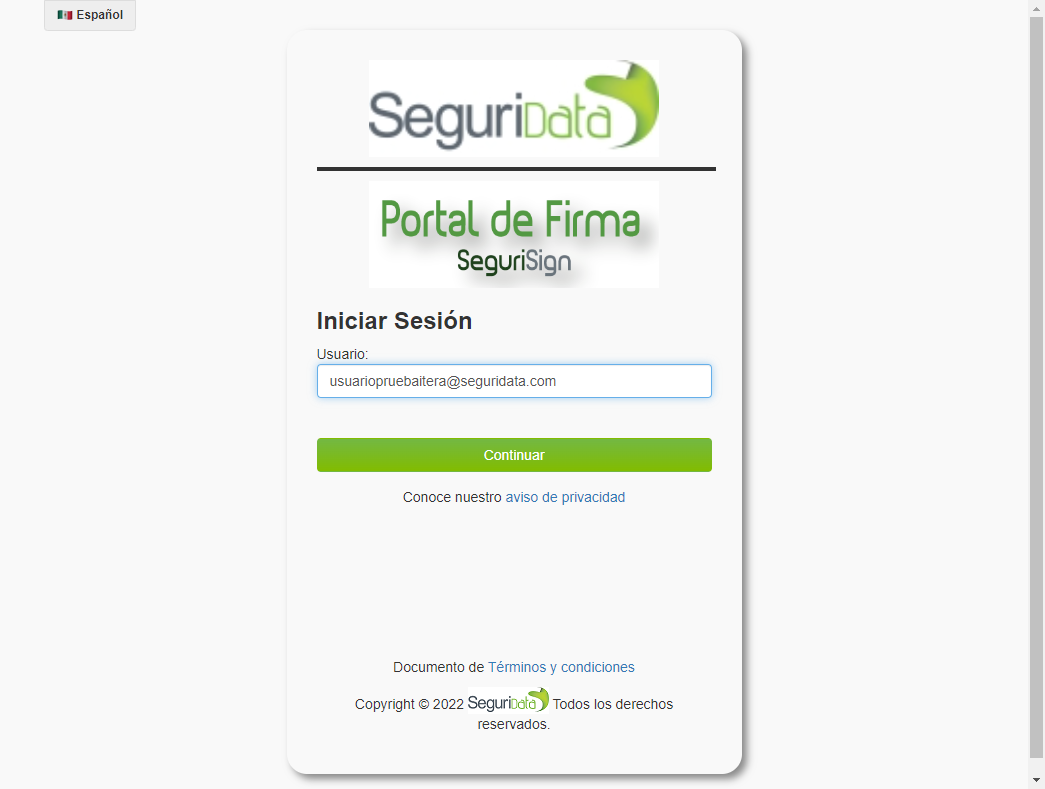 Español
SeguriData
Portal de Firma
SeguriSign
Iniciar Sesión
Usuario:
usuariopruebaitera@seguridata.com
Continuar
Conoce nuestro aviso de privacidad
Documento de Términos y condiciones
Copyright © 2022 SeguriData Todos los derechos
reservados.